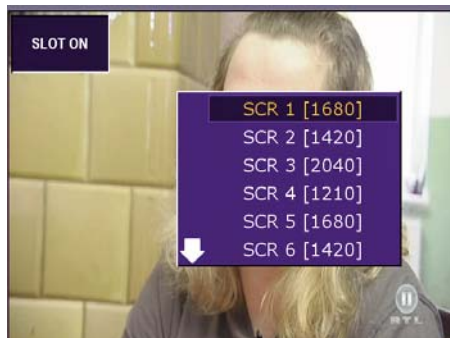 SLOT ON
SCR 1 [1680]
SCR 2 [1420]
SCR 3 [2040]
SCR 4 [1210]
SCR 5 [1680]
SCR 6 [1420]
II
RTL